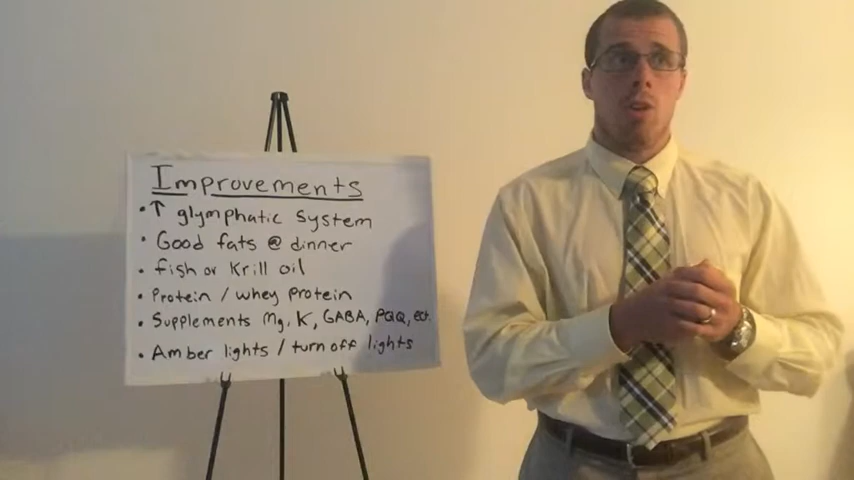 Improvements
• ↑ glymphatic system
• Good fats @ dinner
• fish or Krill oil
• Protein / whey protein
• Supplements Mg, K, GABA, PQQ, ect.
• Amber lights / turn off lights